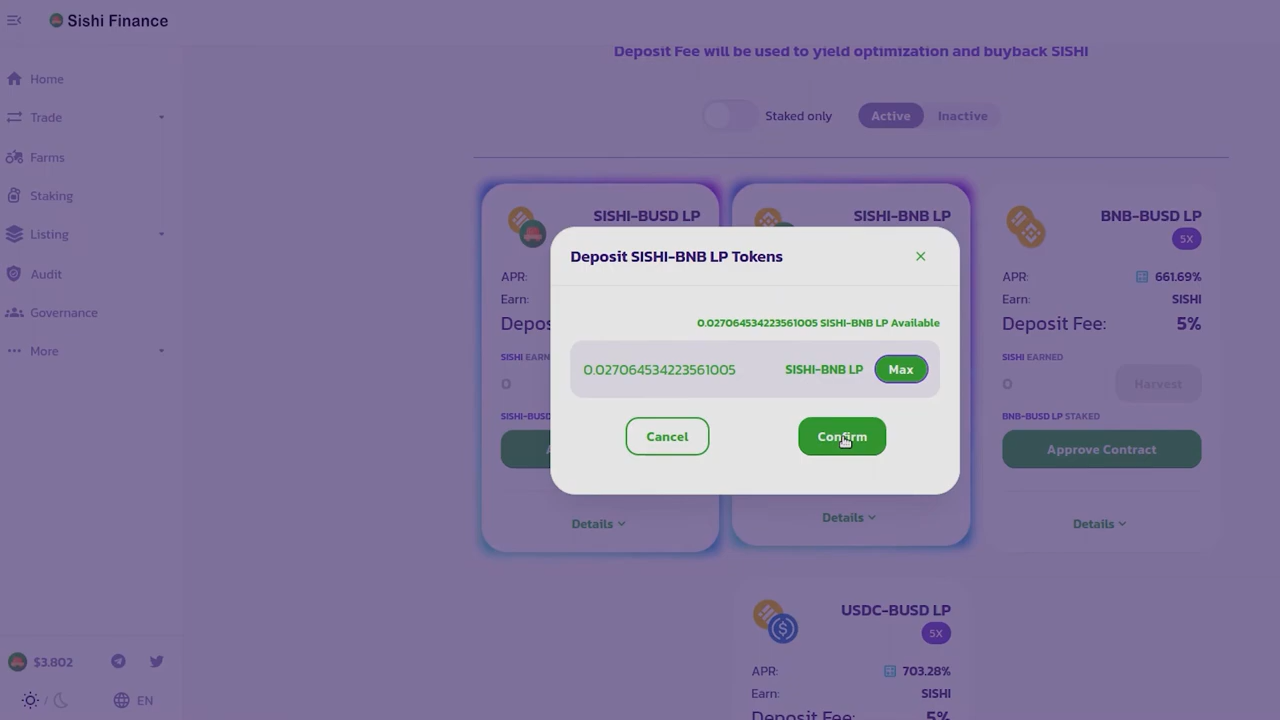 Sishi Finance
Deposit Fee will be used to yield optimization and buyback SISHI
Home
Trade
Farms
Staking
Listing
Audit
Governance
More
$3.802
EN
Staked only
Active
Inactive
SISHI-BUSD LP
APR:
Earn:
SISHI-BNB LP
BNB-BUSD LP
5X
APR:
661.69%
Earn:
SISHI
Deposit Fee:
5%
SISHI EARNED
0
Harvest
BNB-BUSD LP STAKED
Approve Contract
Details
0
Details
Details
Deposit SISHI-BNB LP Tokens
0.027064534223561005 SISHI-BNB LP Available
0.027064534223561005
SISHI-BNB LP
Max
Cancel
Confirm
USDC-BUSD LP
5X
APR:
703.28%
Earn:
SISHI
Deposit Fee:
5%